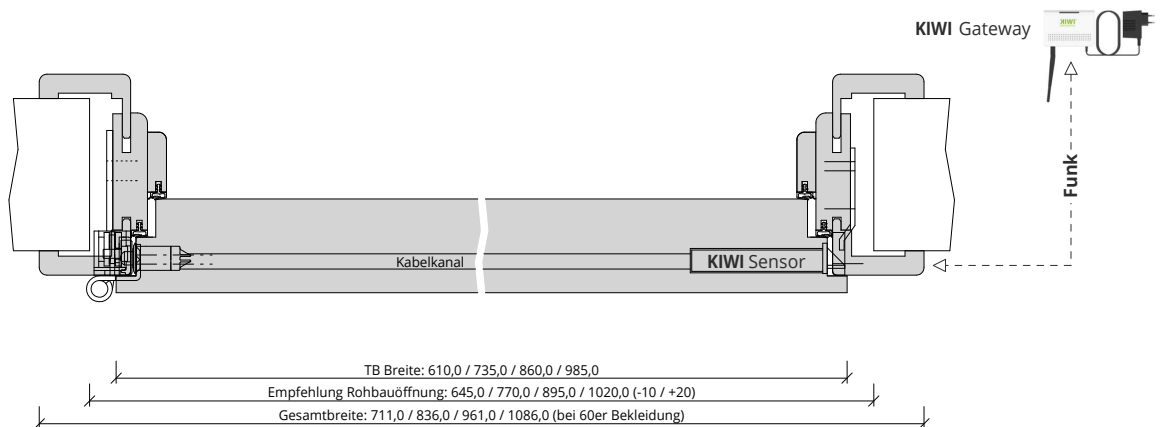 KIWI Gateway
KIWI
Funk
Kabelkanal
KIWI Sensor
TB Breite: 610,0 / 735,0 / 860,0 / 985,0
Empfehlung Rohbauöffnung: 645,0 / 770,0 / 895,0 / 1020,0 (-10 / +20)
Gesamtbreite: 711,0 / 836,0 / 961,0 / 1086,0 (bei 60er Bekleidung)